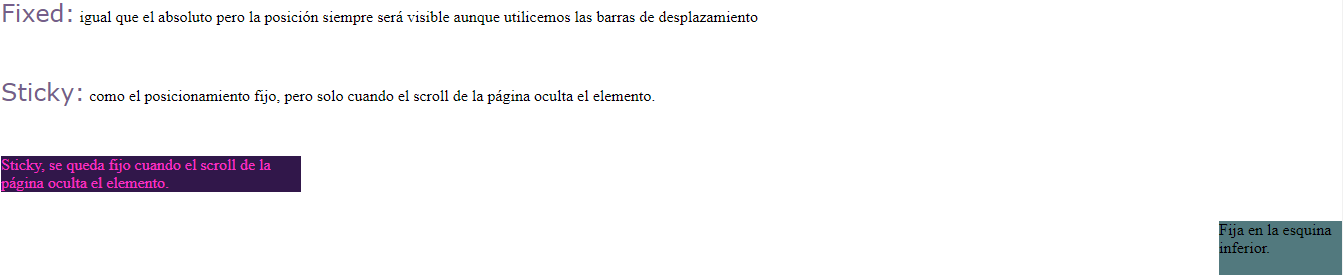 Fixed: igual que el absoluto pero la posición siempre será visible aunque utilicemos las barras de desplazamiento
Sticky: como el posicionamiento fijo, pero solo cuando el scroll de la página oculta el elemento.
Sticky, se queda fijo cuando el scroll de la
página oculta el elemento.
Fija en la esquina
inferior.